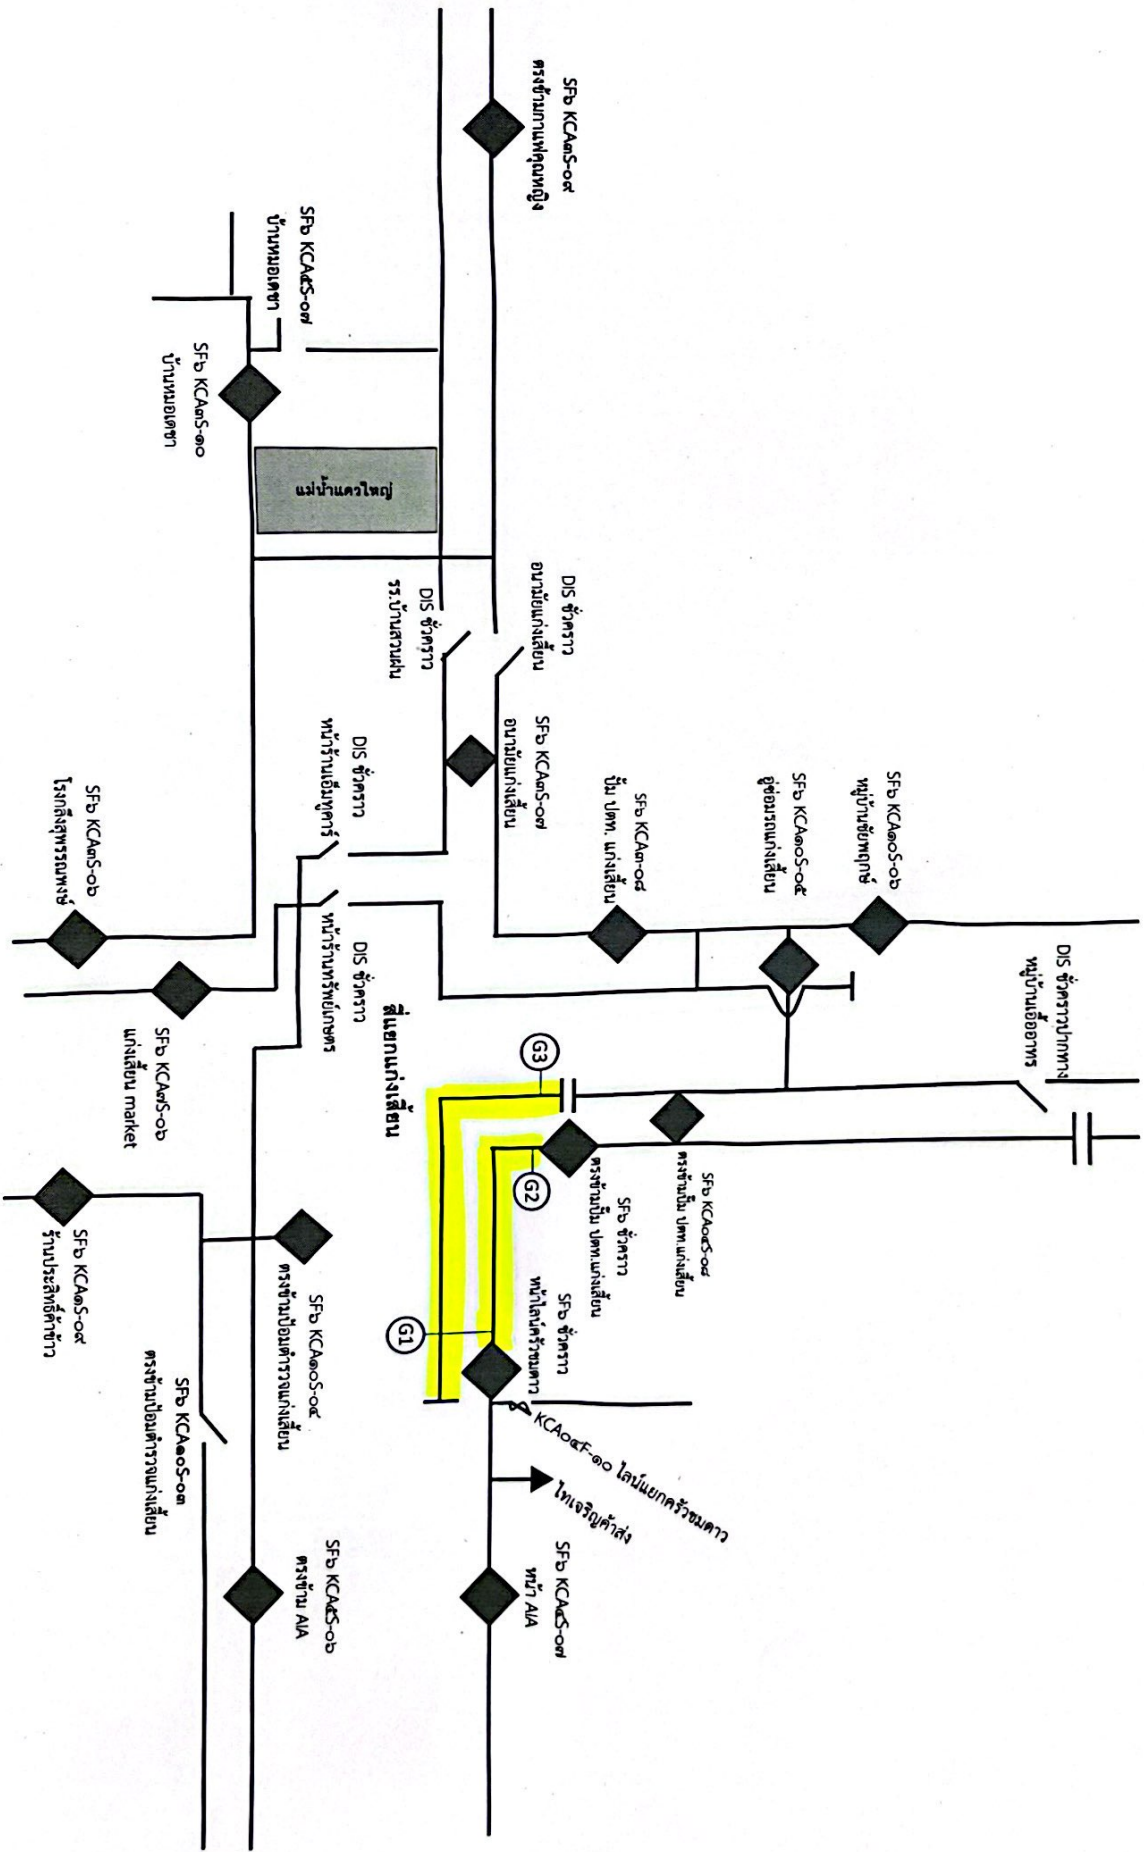 DIS ชั่วคราวปากทาง
หมู่บ้านเอื้ออาทร
SF๖ KCA๑๐S-๐๖
หมู่บ้านชัยพฤกษ์
SF๖ KCA๑๐S-๐๕
อู่ซ่อมรถแก่งเสี้ยน
SF๖ KCA๐๔S-๐๘
ตรงข้ามปั๊ม ปตท.แก่งเสี้ยน
SF๖ KCA๓-๐๘
ปั๊ม ปตท. แก่งเสี้ยน
SF๖ ชั่วคราว
ตรงข้ามปั๊ม ปตท.แก่งเสี้ยน
SF๖ KCA๓S-๐๙
ตรงข้ามกาแฟคุณหญิง
DIS ชั่วคราว
อนามัยแก่งเสี้ยน
SF๖ KCA๓S-๐๗
อนามัยแก่งเสี้ยน
G3
G2
SF๖ ชั่วคราว
หน้าไลน์ครัวชมดาว
KCA๐๔F-๑๐ ไลน์แยกครัวชมดาว
ไทเจริญค้าส่ง
SF๖ KCA๔S-๐๗
หน้า AIA
DIS ชั่วคราว
รร.บ้านสวนฝน
สี่แยกแก่งเสี้ยน
G1
แม่น้ำแควใหญ่
DIS ชั่วคราว
หน้าร้านเอ็มทูคาร์
DIS ชั่วคราว
หน้าร้านทรัพย์เกษตร
SF๖ KCA๕S-๐๗
บ้านหมอเดชา
SF๖ KCA๑๐S-๐๔
ตรงข้ามป้อมตำรวจแก่งเสี้ยน
SF๖ KCA๕S-๐๖
ตรงข้าม AIA
SF๖ KCA๓S-๑๐
บ้านหมอเดชา
SF๖ KCA๗S-๐๖
แก่งเสี้ยน market
SF๖ KCA๑๐S-๐๓
ตรงข้ามป้อมตำรวจแก่งเสี้ยน
SF๖ KCA๓S-๐๖
โรงกลึงสุพรรณพงษ์
SF๖ KCA๑S-๐๙
ร้านประสิทธิ์ค้าข้าว